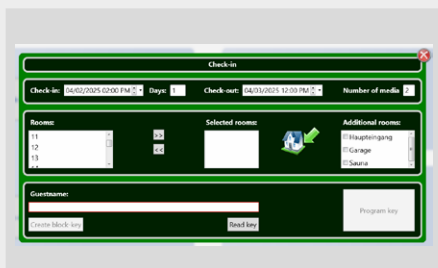 Check-in
Check-in: 04/02/2025 02:00 PM Days: 1 Check-out: 04/03/2025 12:00 PM Number of media 2
Rooms: Selected rooms: Additional rooms:
11 >> Haupteingang
12 << Garage
13 Sauna
Guestname:
Program key
Create block-key Read key